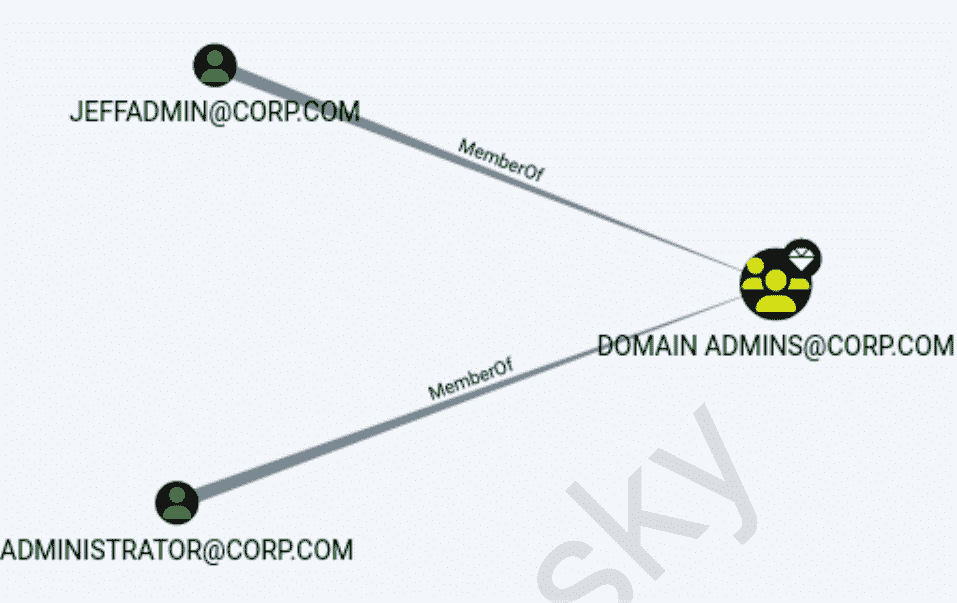 JEFFADMIN@CORP.COM
MemberOf
DOMAIN ADMINS@CORP.COM
MemberOf
ADMINISTRATOR@CORP.COM
sky